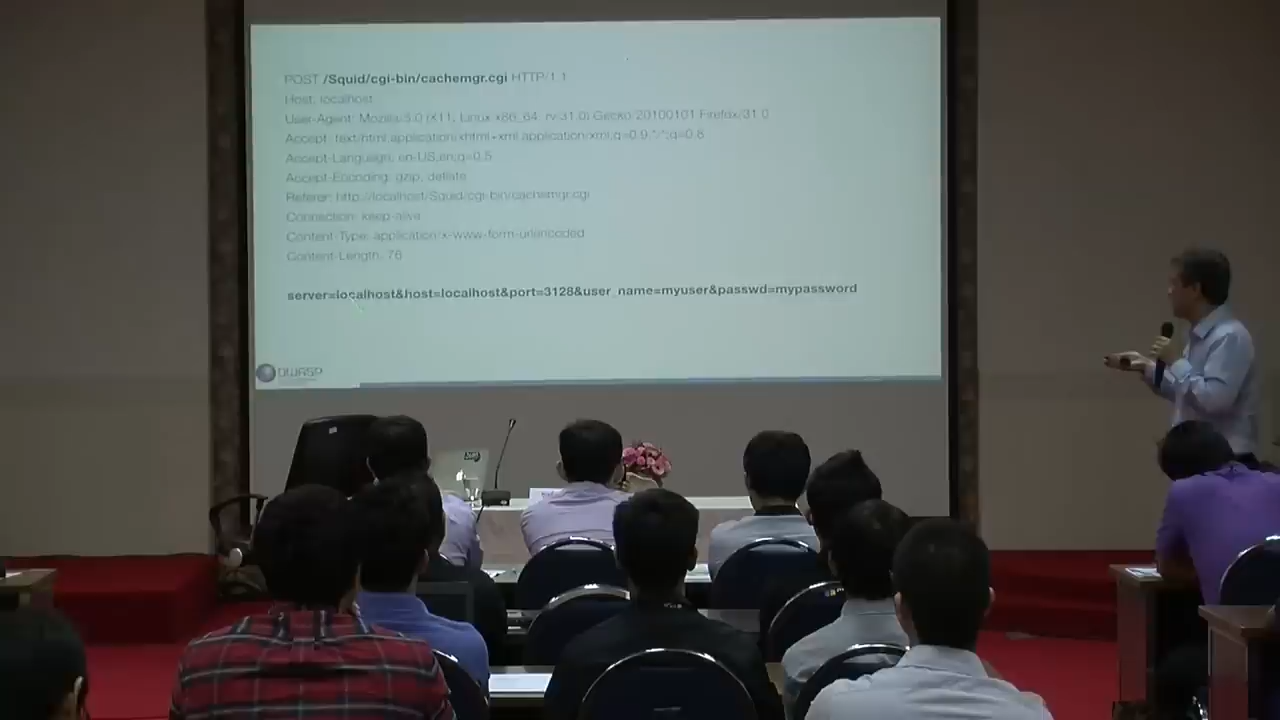 POST /Squid/cgi-bin/cachemgr.cgi HTTP/1.1
Host: localhost
User-Agent: Mozilla/5.0 (X11; Linux x86_64; rv:31.0) Gecko/20100101 Firefox/31.0
Accept: text/html,application/xhtml+xml,application/xml;q=0.9,*/*;q=0.8
Accept-Language: en-US,en;q=0.5
Accept-Encoding: gzip, deflate
Referer: http://localhost/Squid/cgi-bin/cachemgr.cgi
Connection: keep-alive
Content-Type: application/x-www-form-urlencoded
Content-Length: 76
server=localhost&host=localhost&port=3128&user_name=myuser&passwd=mypassword
OWASP